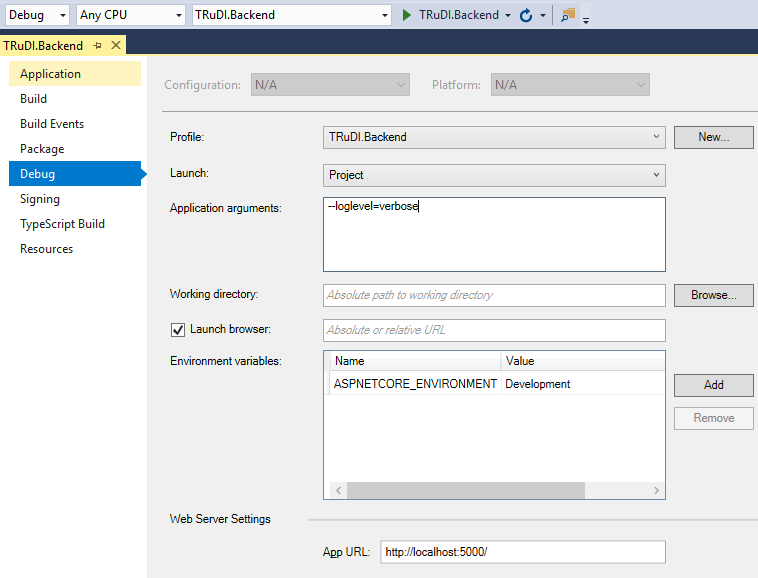 Debug Any CPU TRuDI.Backend TRuDI.Backend
TRuDI.Backend
Application
Build
Build Events
Package
Debug
Signing
TypeScript Build
Resources
Configuration: N/A Platform: N/A
Profile: TRuDI.Backend New...
Launch: Project
Application arguments: --loglevel=verbose
Working directory: Absolute path to working directory Browse...
Launch browser: Absolute or relative URL
Environment variables: Name Value
ASPNETCORE_ENVIRONMENT Development Add
Remove
Web Server Settings
App URL: http://localhost:5000/